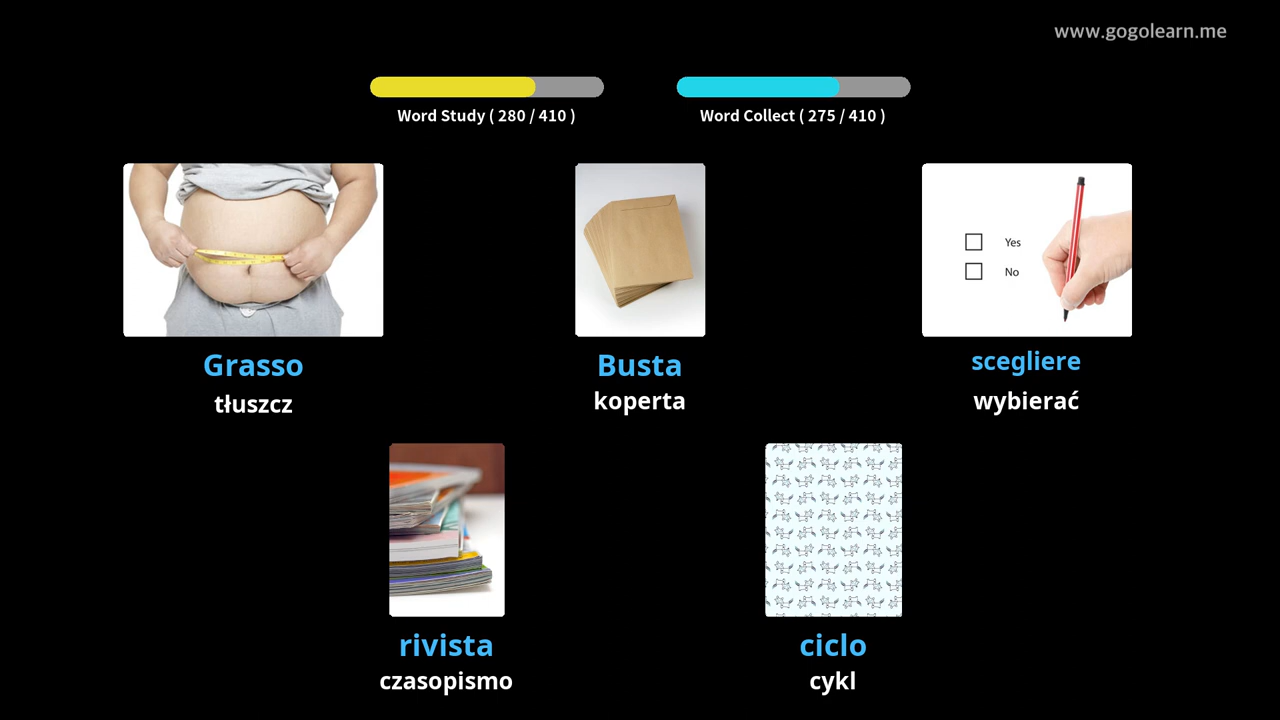 www.gogolearn.me
Word Study ( 280 / 410 )
Word Collect ( 275 / 410 )
Yes
No
Grasso
tłuszcz
Busta
koperta
scegliere
wybierać
rivista
czasopismo
ciclo
cykl